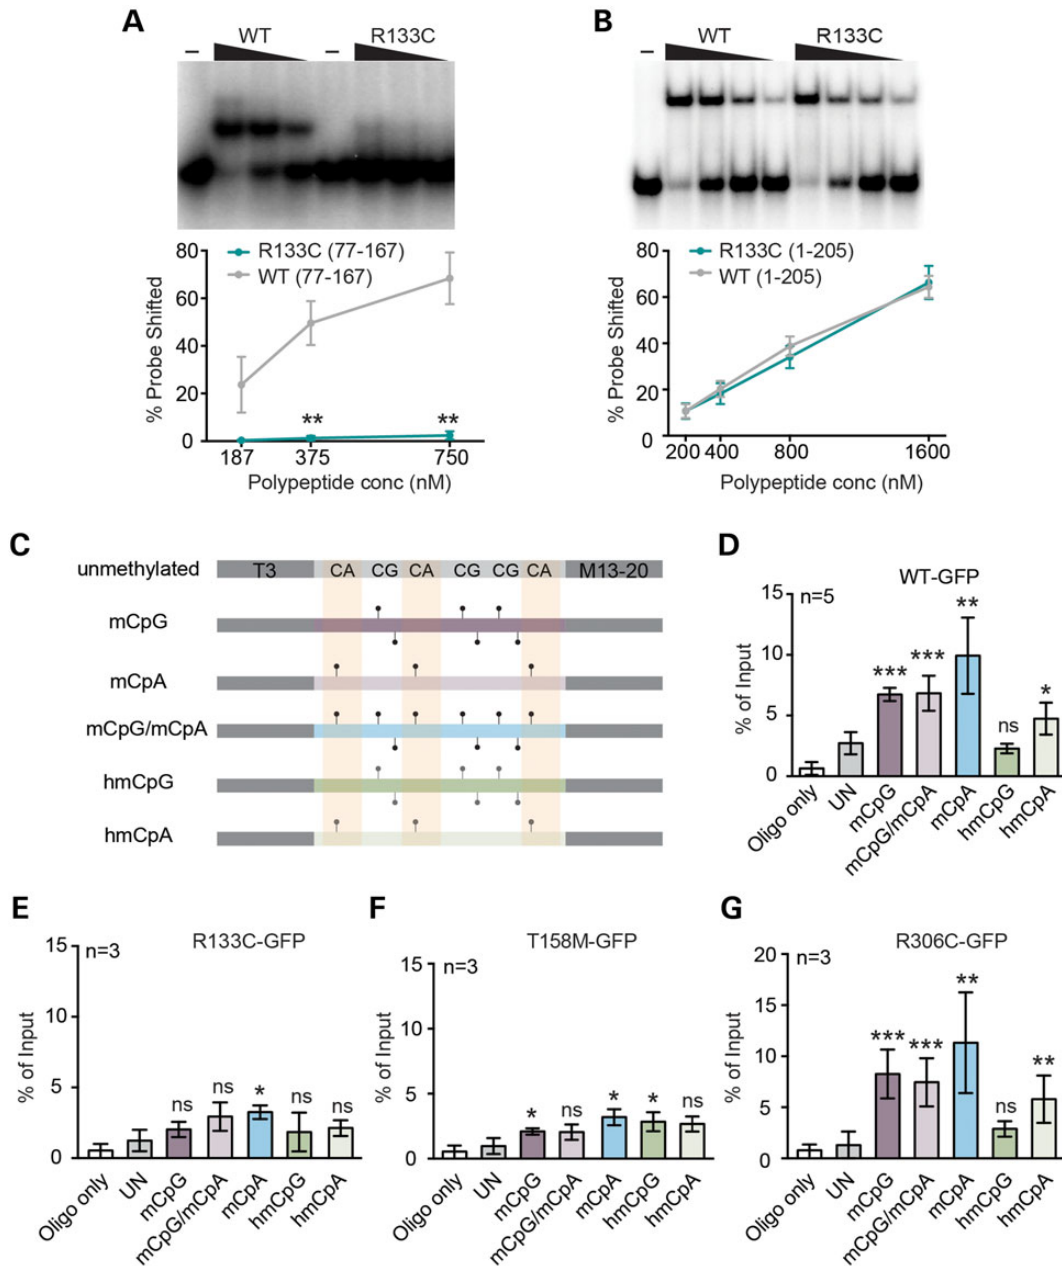 A
WT
R133C
–
–
80
60
40
20
0
% Probe Shifted
R133C (77-167)
WT (77-167)
**
**
187
375
750
Polypeptide conc (nM)
B
WT
R133C
–
80
60
40
20
0
% Probe Shifted
R133C (1-205)
WT (1-205)
200
400
800
1600
Polypeptide conc (nM)
C
unmethylated
T3
CA
CG
CA
CG
CG
CA
M13-20
mCpG
mCpA
mCpG/mCpA
hmCpG
hmCpA
D
WT-GFP
n=5
15
10
5
0
% of Input
***
***
**
ns
*
Oligo only
UN
mCpG
mCpG/mCpA
mCpA
hmCpG
hmCpA
E
R133C-GFP
n=3
15
10
5
0
% of Input
ns
ns
*
ns
ns
Oligo only
UN
mCpG
mCpG/mCpA
mCpA
hmCpG
hmCpA
F
T158M-GFP
n=3
15
10
5
0
% of Input
*
ns
*
*
ns
Oligo only
UN
mCpG
mCpG/mCpA
mCpA
hmCpG
hmCpA
G
R306C-GFP
n=3
20
15
10
5
0
% of Input
***
***
**
ns
**
Oligo only
UN
mCpG
mCpG/mCpA
mCpA
hmCpG
hmCpA